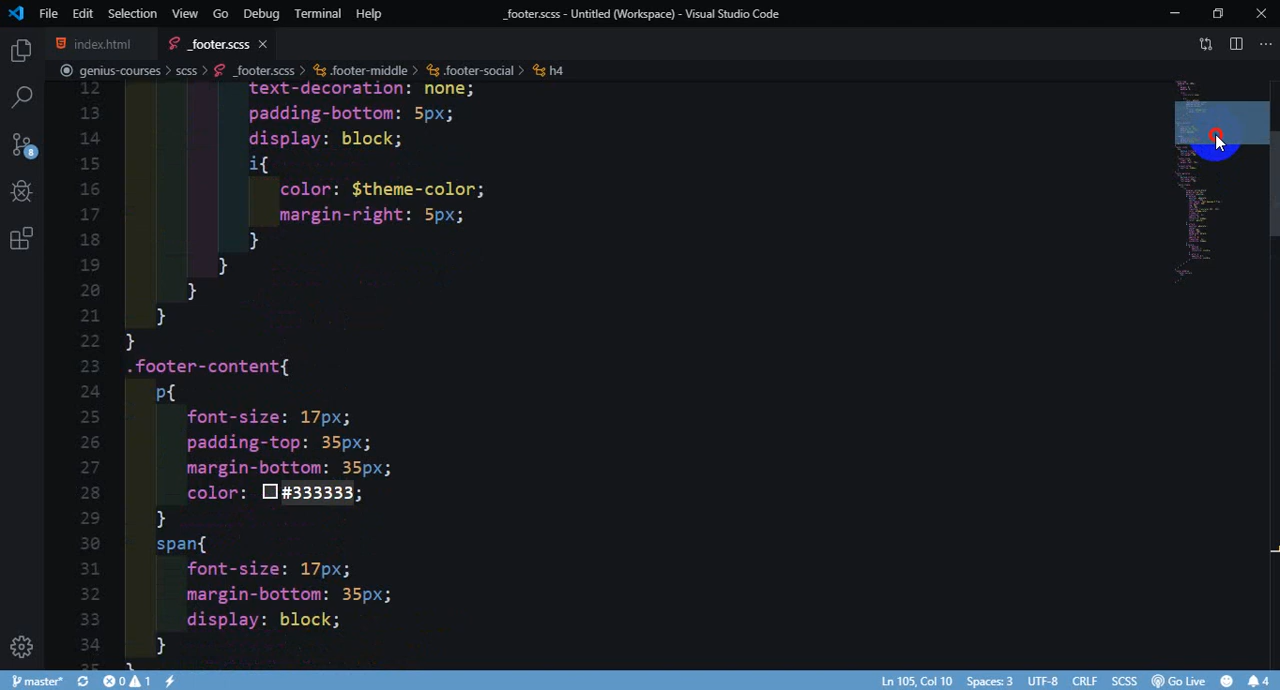 File Edit Selection View Go Debug Terminal Help _footer.scss - Untitled (Workspace) - Visual Studio Code
index.html _footer.scss
genius-courses > scss > _footer.scss > .footer-middle > .footer-social > h4
12 text-decoration: none;
13 padding-bottom: 5px;
14 display: block;
15 i{
16 color: $theme-color;
17 margin-right: 5px;
18 }
19 }
20 }
21 }
22 }
23 .footer-content{
24 p{
25 font-size: 17px;
26 padding-top: 35px;
27 margin-bottom: 35px;
28 color: #333333;
29 }
30 span{
31 font-size: 17px;
32 margin-bottom: 35px;
33 display: block;
34 }
35 }
8
master* 0 1 Ln 105, Col 10 Spaces: 3 UTF-8 CRLF SCSS Go Live 4